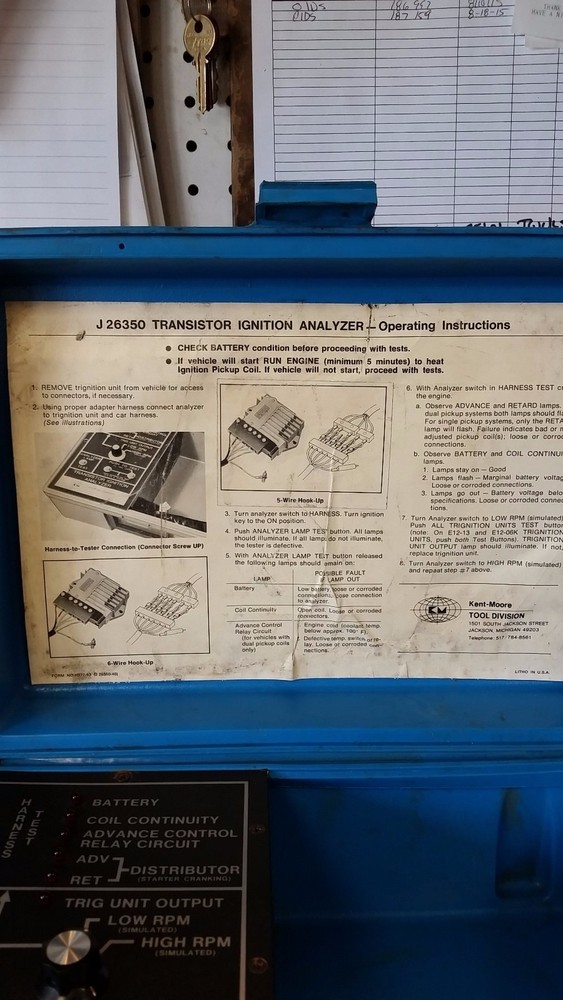 OIDS 186 957
OIDS 187 159 8-18-15
THANK
HAVE A
J 26350 TRANSISTOR IGNITION ANALYZER — Operating Instructions
● CHECK BATTERY condition before proceeding with tests.
● If vehicle will start RUN ENGINE (minimum 5 minutes) to heat
Ignition Pickup Coil. If vehicle will not start, proceed with tests.
1. REMOVE trignition unit from vehicle for access
to connectors, if necessary.
2. Using proper adapter harness connect analyzer
to trignition unit and car harness.
(See illustrations)
Harness-to-Tester Connection (Connector Screw UP)
6-Wire Hook-Up
5-Wire Hook-Up
3. Turn analyzer switch to HARNESS. Turn ignition
key to the ON position.
4. Push ANALYZER LAMP TEST button. All lamps
should illuminate. If all lamps do not illuminate,
the tester is defective.
5. With ANALYZER LAMP TEST button released
the following lamps should remain on:
LAMP POSSIBLE FAULT
IF LAMP OUT
Battery Low battery, loose or corroded
connections, loose connection
to analyzer.
Coil Continuity Open coil. Loose or corroded
connectors.
Advance Control Engine cold (coolant temp.
Relay Circuit below approx. 100° F).
(for vehicles with Defective temp. switch or re-
dual pickup coils lay. Loose or corroded con-
only) nections.
6. With Analyzer switch in HARNESS TEST
the engine.
a. Observe ADVANCE and RETARD lamps.
dual pickup systems both lamps should
For single pickup systems, only the
lamp will flash. Failure indicates bad or
adjusted pickup coil(s); loose or
connections.
b. Observe BATTERY and COIL
lamps.
1. Lamps stay on – Good
2. Lamps flash – Marginal battery
Loose or corroded connections.
3. Lamps go out – Battery voltage
specifications. Loose or corroded
tions.
7. Turn Analyzer switch to LOW RPM (simulated)
Push ALL TRIGNITION UNITS TEST
(note: On E12-13 and E12-06K TRIGNITION
UNITS, push both Test Buttons). TRIGNITION
UNIT OUTPUT lamp should illuminate. If not,
replace trignition unit.
8. Turn Analyzer switch to HIGH RPM (simulated)
and repeat step #7 above.
KM
Kent-Moore
TOOL DIVISION
1501 SOUTH JACKSON STREET
JACKSON, MICHIGAN 49203
Telephone: 517/784-8561
LITHO IN U.S.A.
HARNESS
TEST
BATTERY
COIL CONTINUITY
ADVANCE CONTROL
RELAY CIRCUIT
ADV
RET
DISTRIBUTOR
(STARTER CRANKING)
TRIG UNIT OUTPUT
LOW RPM
(SIMULATED)
HIGH RPM
(SIMULATED)